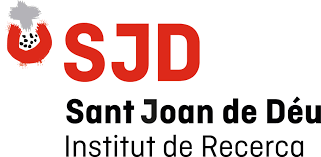 SJD
Sant Joan de Déu
Institut de Recerca